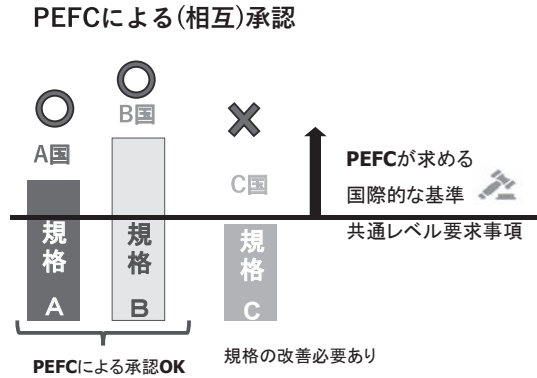 PEFCによる(相互)承認
A国
B国
C国
規格
A
規格
B
規格
C
PEFCが求める
国際的な基準
共通レベル要求事項
PEFCによる承認OK
規格の改善必要あり